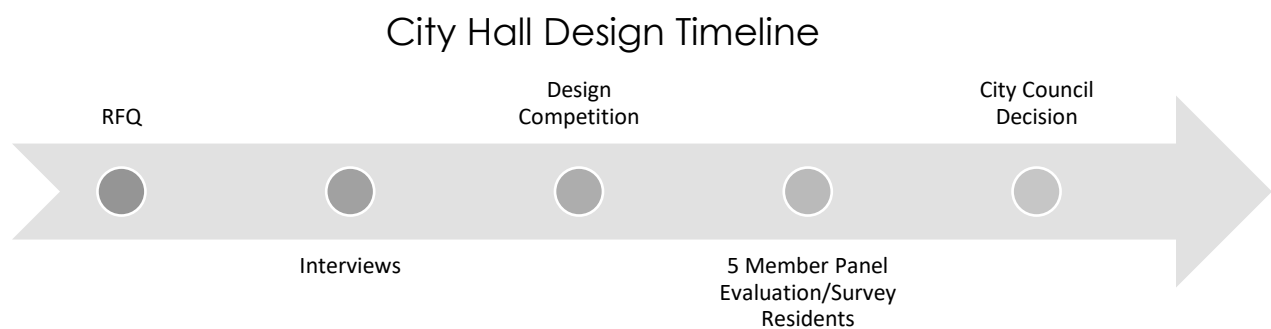 City Hall Design Timeline
RFQ
Interviews
Design
Competition
5 Member Panel
Evaluation/Survey
Residents
City Council
Decision